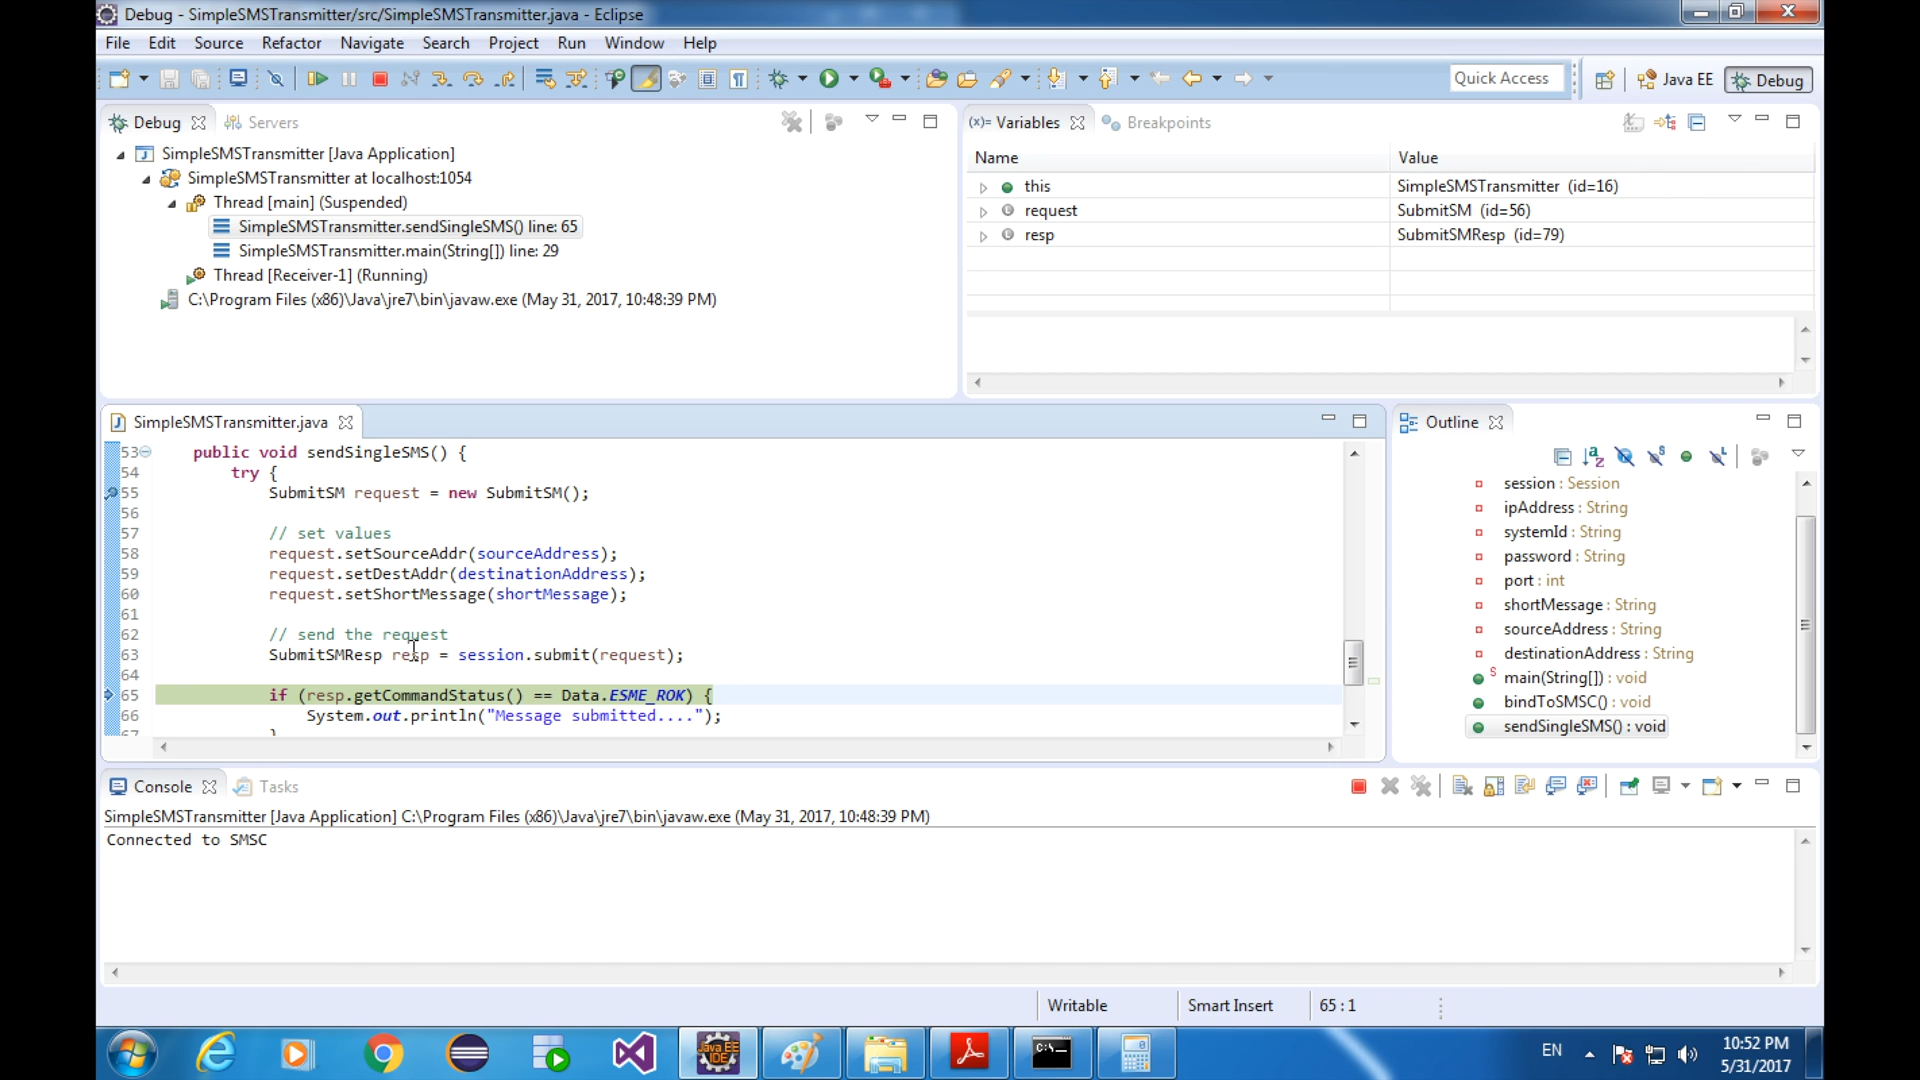 Debug - SimpleSMSTransmitter/src/SimpleSMSTransmitter.java - Eclipse
File Edit Source Refactor Navigate Search Project Run Window Help
Quick Access
Java EE
Debug
Debug
Servers
SimpleSMSTransmitter [Java Application]
SimpleSMSTransmitter at localhost:1054
Thread [main] (Suspended)
SimpleSMSTransmitter.sendSingleSMS() line: 65
SimpleSMSTransmitter.main(String[]) line: 29
Thread [Receiver-1] (Running)
C:\Program Files (x86)\Java\jre7\bin\javaw.exe (May 31, 2017, 10:48:39 PM)
(x)= Variables
Breakpoints
Name Value
this SimpleSMSTransmitter (id=16)
request SubmitSM (id=56)
resp SubmitSMResp (id=79)
SimpleSMSTransmitter.java
53 public void sendSingleSMS() {
54 try {
55 SubmitSM request = new SubmitSM();
56
57 // set values
58 request.setSourceAddr(sourceAddress);
59 request.setDestAddr(destinationAddress);
60 request.setShortMessage(shortMessage);
61
62 // send the request
63 SubmitSMResp resp = session.submit(request);
64
65 if (resp.getCommandStatus() == Data.ESME_ROK) {
66 System.out.println("Message submitted....");
67 }
Outline
session : Session
ipAddress : String
systemId : String
password : String
port : int
shortMessage : String
sourceAddress : String
destinationAddress : String
main(String[]) : void
bindToSMSC() : void
sendSingleSMS() : void
Console
Tasks
SimpleSMSTransmitter [Java Application] C:\Program Files (x86)\Java\jre7\bin\javaw.exe (May 31, 2017, 10:48:39 PM)
Connected to SMSC
Writable
Smart Insert
65 : 1
Java EE
IDE
C:\
EN
10:52 PM
5/31/2017